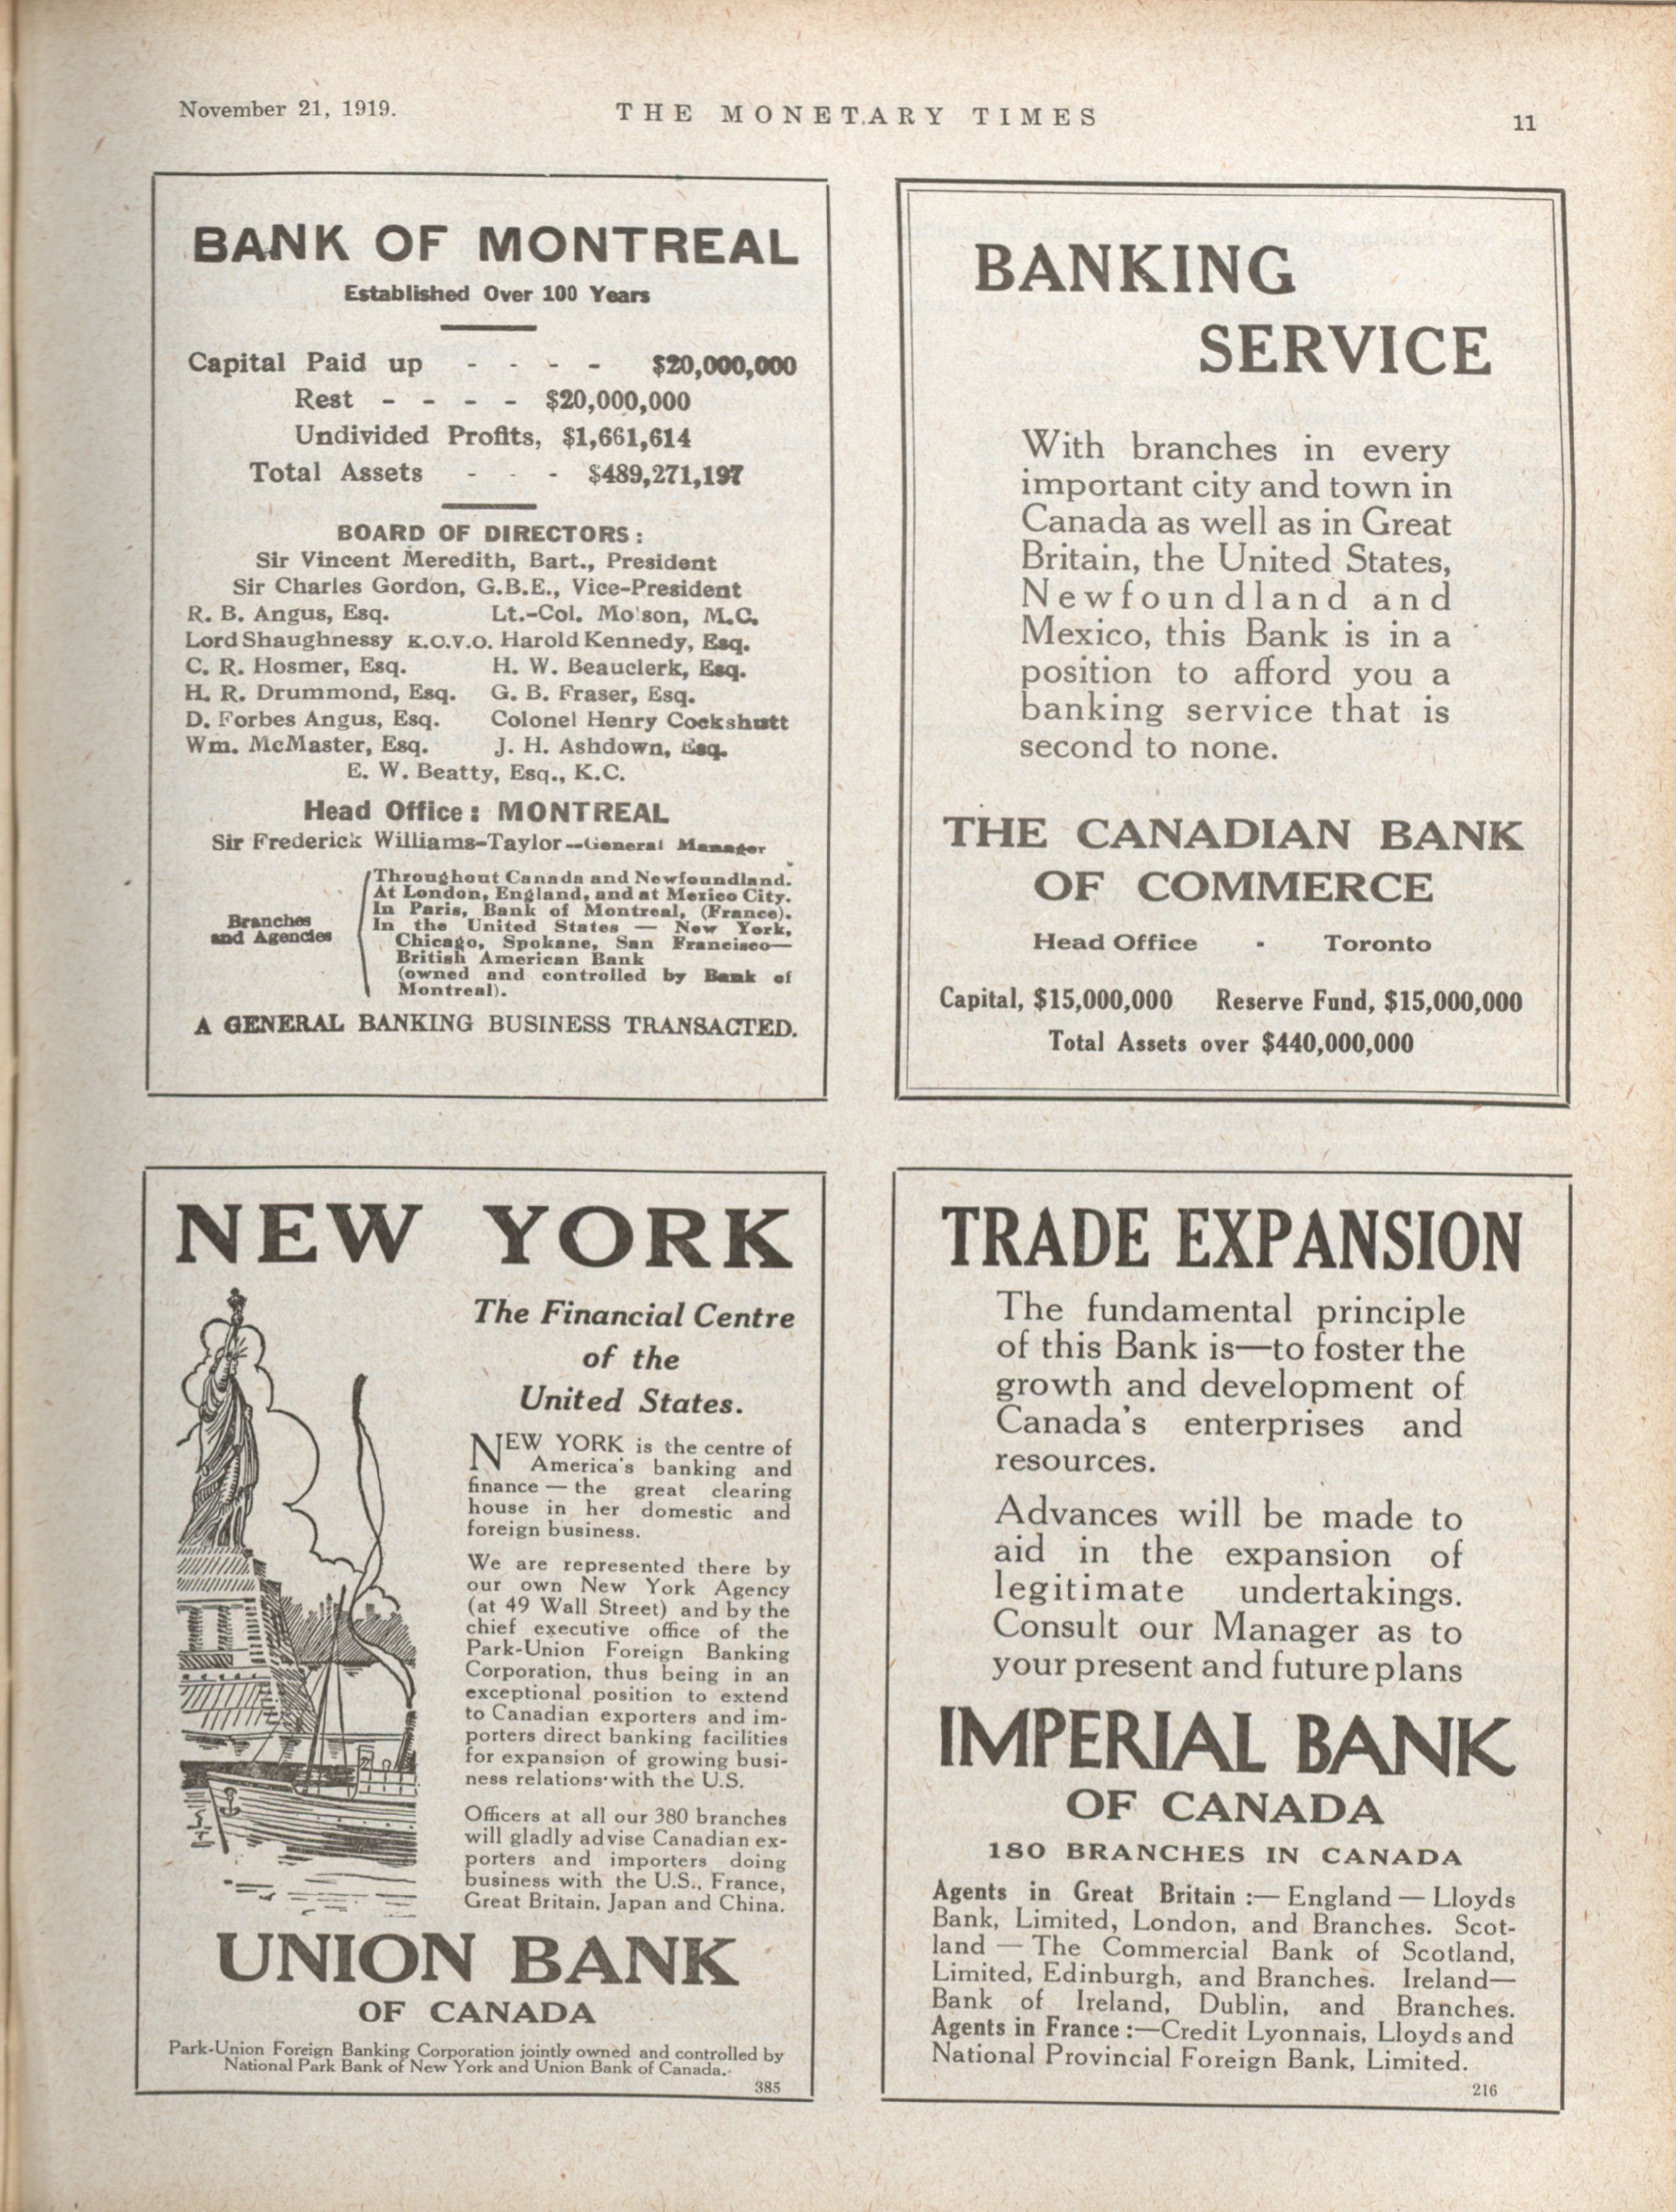 November 21, 1919.
THE MONETARY TIMES
11
BANK OF MONTREAL
Established Over 100 Years
Capital Paid up - - - - $20,000,000
Rest - - - - $20,000,000
Undivided Profits, $1,661,614
Total Assets - - - $489,271,197
BOARD OF DIRECTORS:
Sir Vincent Meredith, Bart., President
Sir Charles Gordon, G.B.E., Vice-President
R. B. Angus, Esq. Lt.-Col. Molson, M.C.
Lord Shaughnessy K.C.V.O. Harold Kennedy, Esq.
C. R. Hosmer, Esq. H. W. Beauclerk, Esq.
H. R. Drummond, Esq. G. B. Fraser, Esq.
D. Forbes Angus, Esq. Colonel Henry Cockshutt
Wm. McMaster, Esq. J. H. Ashdown, Esq.
E. W. Beatty, Esq., K.C.
Head Office: MONTREAL
Sir Frederick Williams-Taylor--General Manager
Branches
and Agencies
Throughout Canada and Newfoundland.
At London, England, and at Mexico City.
In Paris, Bank of Montreal, (France).
In the United States — New York,
Chicago, Spokane, San Francisco—
British American Bank
(owned and controlled by Bank of
Montreal).
A GENERAL BANKING BUSINESS TRANSACTED.
BANKING
SERVICE
With branches in every
important city and town in
Canada as well as in Great
Britain, the United States,
Newfoundland and
Mexico, this Bank is in a
position to afford you a
banking service that is
second to none.
THE CANADIAN BANK
OF COMMERCE
Head Office - Toronto
Capital, $15,000,000 Reserve Fund, $15,000,000
Total Assets over $440,000,000
NEW YORK
The Financial Centre
of the
United States.
NEW YORK is the centre of
America's banking and
finance — the great clearing
house in her domestic and
foreign business.
We are represented there by
our own New York Agency
(at 49 Wall Street) and by the
chief executive office of the
Park-Union Foreign Banking
Corporation, thus being in an
exceptional position to extend
to Canadian exporters and im-
porters direct banking facilities
for expansion of growing busi-
ness relations with the U.S.
Officers at all our 380 branches
will gladly advise Canadian ex-
porters and importers doing
business with the U.S., France,
Great Britain, Japan and China.
UNION BANK
OF CANADA
Park-Union Foreign Banking Corporation jointly owned and controlled by
National Park Bank of New York and Union Bank of Canada.
385
TRADE EXPANSION
The fundamental principle
of this Bank is—to foster the
growth and development of
Canada's enterprises and
resources.
Advances will be made to
aid in the expansion of
legitimate undertakings.
Consult our Manager as to
your present and future plans
IMPERIAL BANK
OF CANADA
180 BRANCHES IN CANADA
Agents in Great Britain :— England — Lloyds
Bank, Limited, London, and Branches. Scot-
land — The Commercial Bank of Scotland,
Limited, Edinburgh, and Branches. Ireland—
Bank of Ireland, Dublin, and Branches.
Agents in France :—Credit Lyonnais, Lloyds and
National Provincial Foreign Bank, Limited.
216